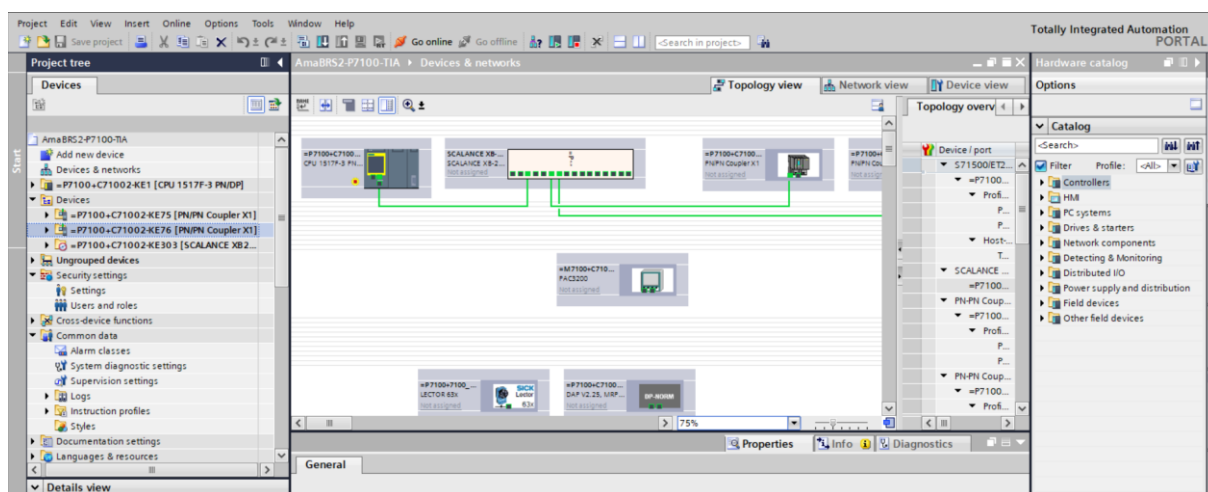 Project Edit View Insert Online Options Tools Window Help
Totally Integrated Automation
PORTAL
Save project
Go online
Go offline
<Search in project>
Project tree
AmaBRS2-P7100-TIA
Devices & networks
Hardware catalog
Devices
Topology view
Network view
Device view
Options
Start
AmaBRS2-P7100-TIA
Add new device
Devices & networks
=P7100+C71002-KE1 [CPU 1517F-3 PN/DP]
Devices
=P7100+C71002-KE75 [PN/PN Coupler X1]
=P7100+C71002-KE76 [PN/PN Coupler X1]
=P7100+C71002-KE303 [SCALANCE XB2...
Ungrouped devices
Security settings
Settings
Users and roles
Cross-device functions
Common data
Alarm classes
System diagnostic settings
Supervision settings
Logs
Instruction profiles
Styles
Documentation settings
Languages & resources
Details view
=P7100+C7100...
CPU 1517F-3 PN...
SCALANCE XB-...
SCALANCE XB-2...
Not assigned
=P7100+C7100...
PN/PN Coupler X1
Not assigned
=P7100+
PN/PN Cou
Not assign
=M7100+C710...
PAC3200
Not assigned
=P7100+7100_...
LECTOR 63x
Not assigned
SICK
Lector
63x
=P7100+C7100...
DAP V2.25, MRP...
Not assigned
DP-NORM
75%
Topology overv
Device / port
S71500/ET2...
=P7100...
Profi...
P...
P...
Host-...
T...
SCALANCE ...
=P7100...
PN-PN Coup...
=P7100...
Profi...
P...
P...
PN-PN Coup...
=P7100...
Profi...
Catalog
<Search>
Filter
Profile:
<All>
Controllers
HMI
PC systems
Drives & starters
Network components
Detecting & Monitoring
Distributed I/O
Power supply and distribution
Field devices
Other field devices
Properties
Info
Diagnostics
General